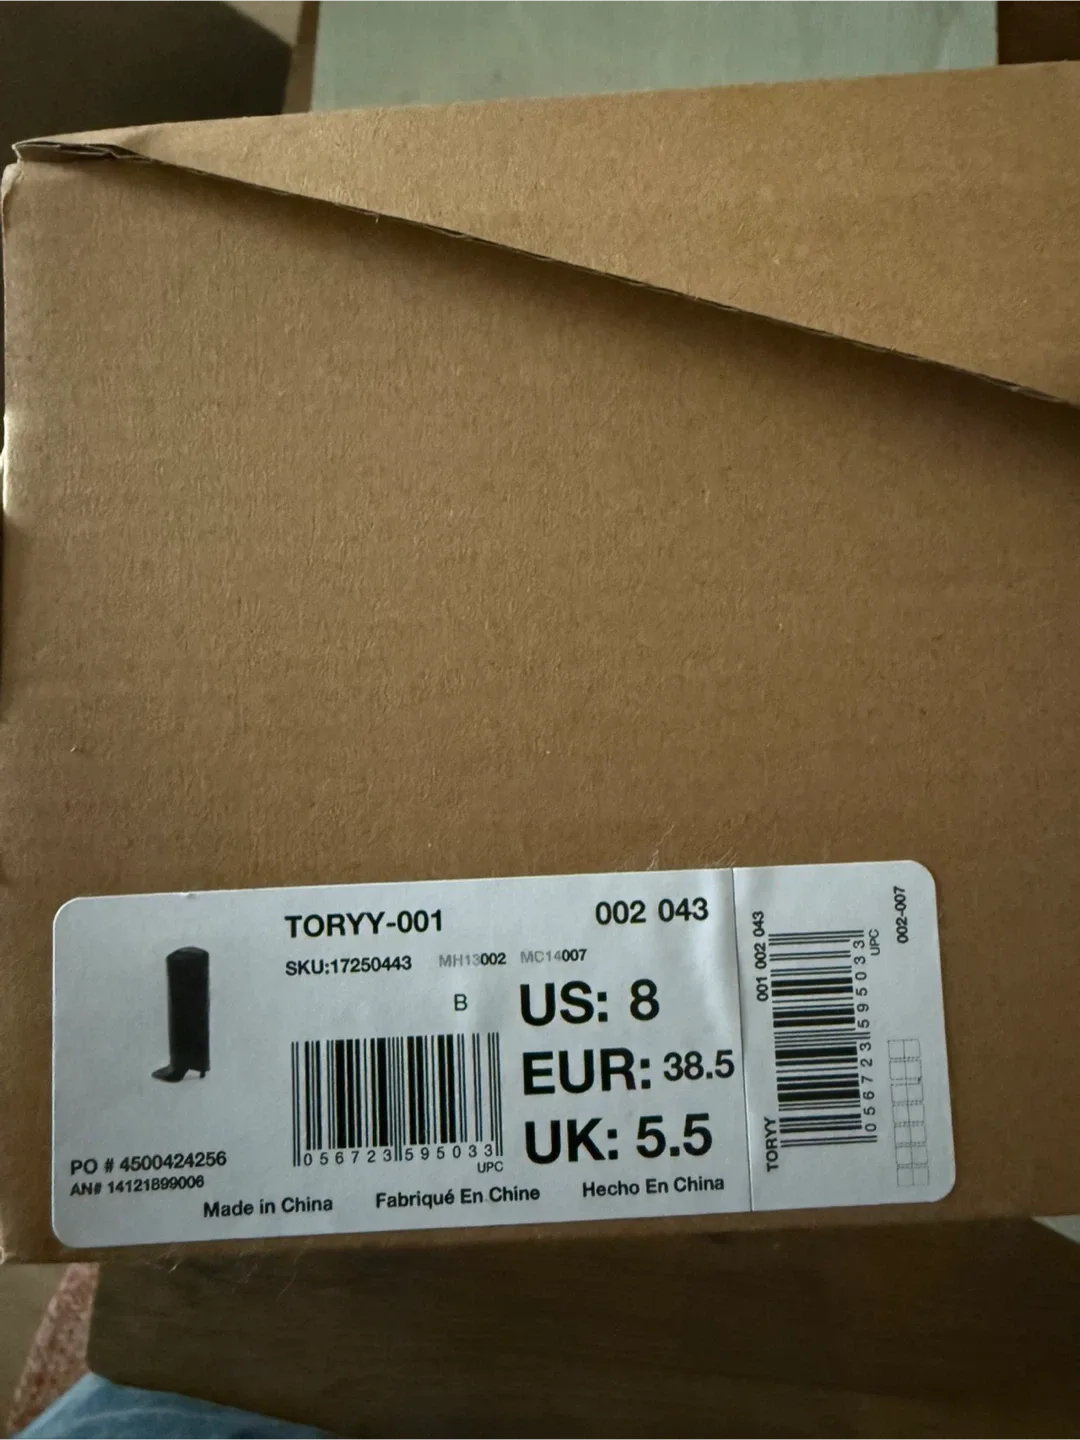 TORYY-001
002 043
SKU:17250443 MH13002 MC14007
B
US: 8
EUR: 38.5
UK: 5.5
0 56723 59503 3
UPC
PO # 4500424256
AN# 14121899006
Made in China Fabriqué En Chine Hecho En China
TORYY 001 002 043
0 56723 59503 3
UPC
002-007